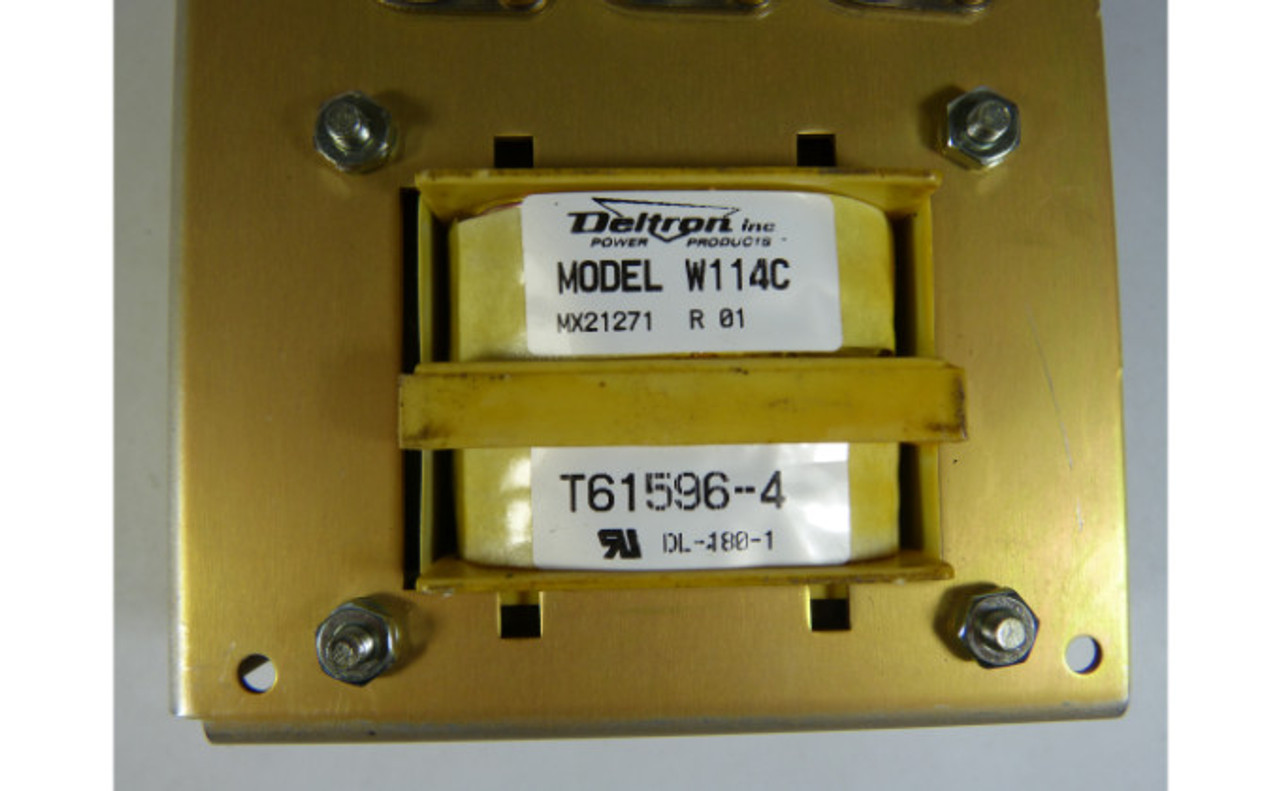 Deltron inc
POWER PRODUCTS
MODEL W114C
MX21271 R 01
T61596-4
DL-480-1